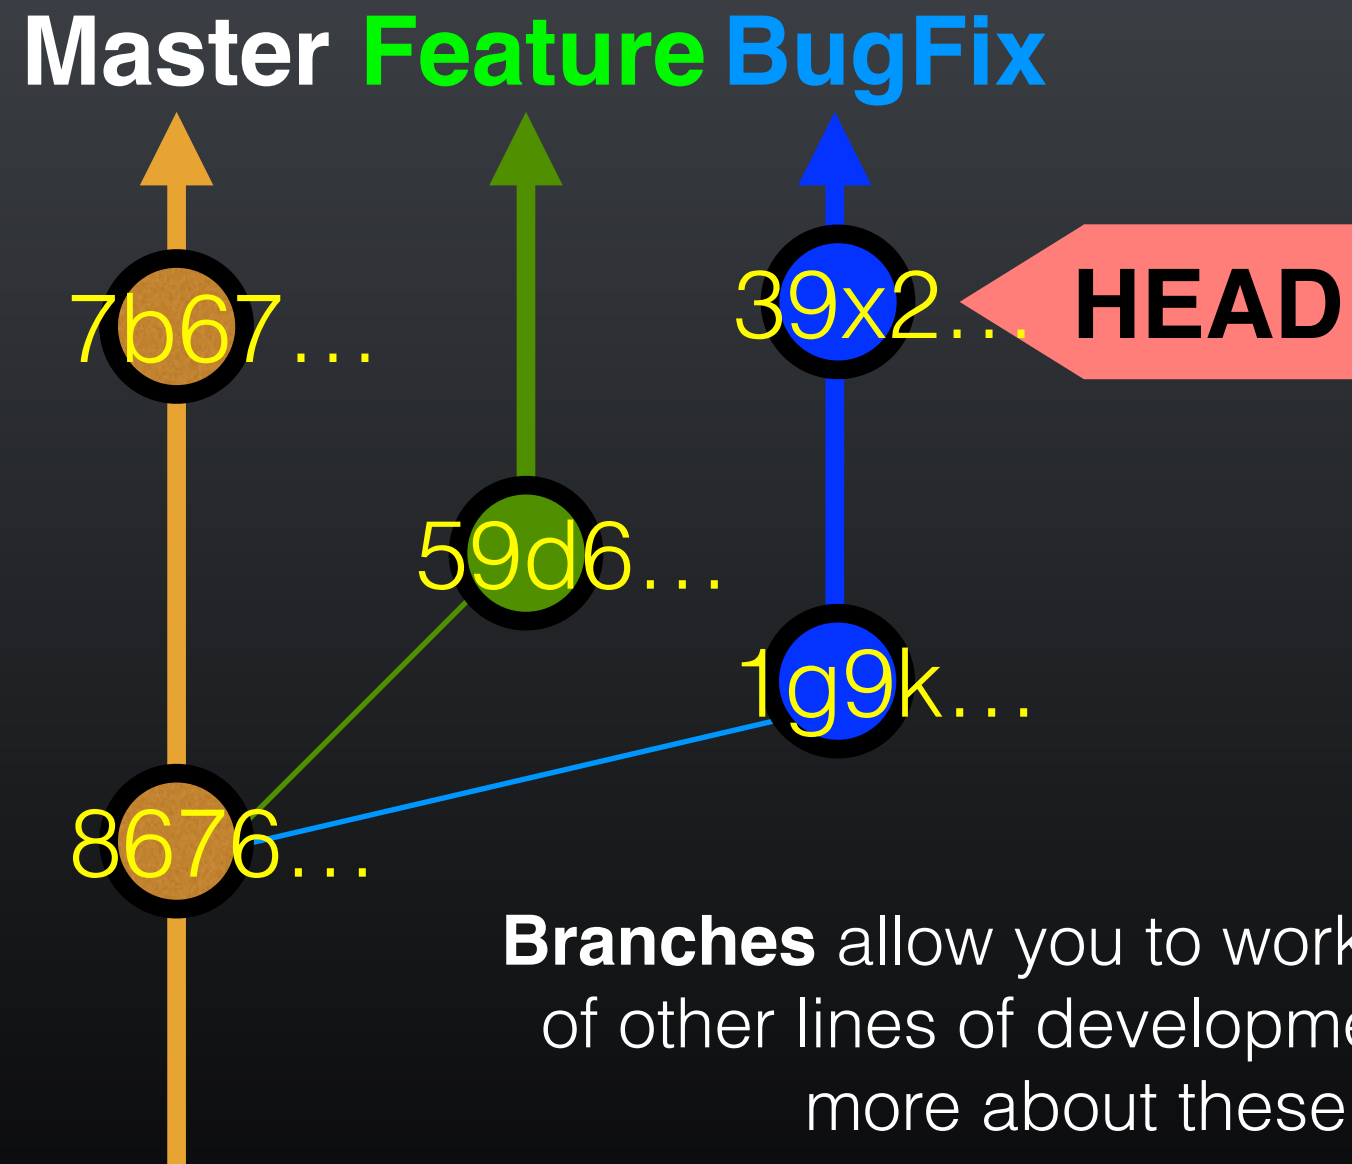 Master Feature BugFix
7b67...
39x2...
HEAD
59d6...
1g9k...
8676...
Branches allow you to work
of other lines of developme
more about these